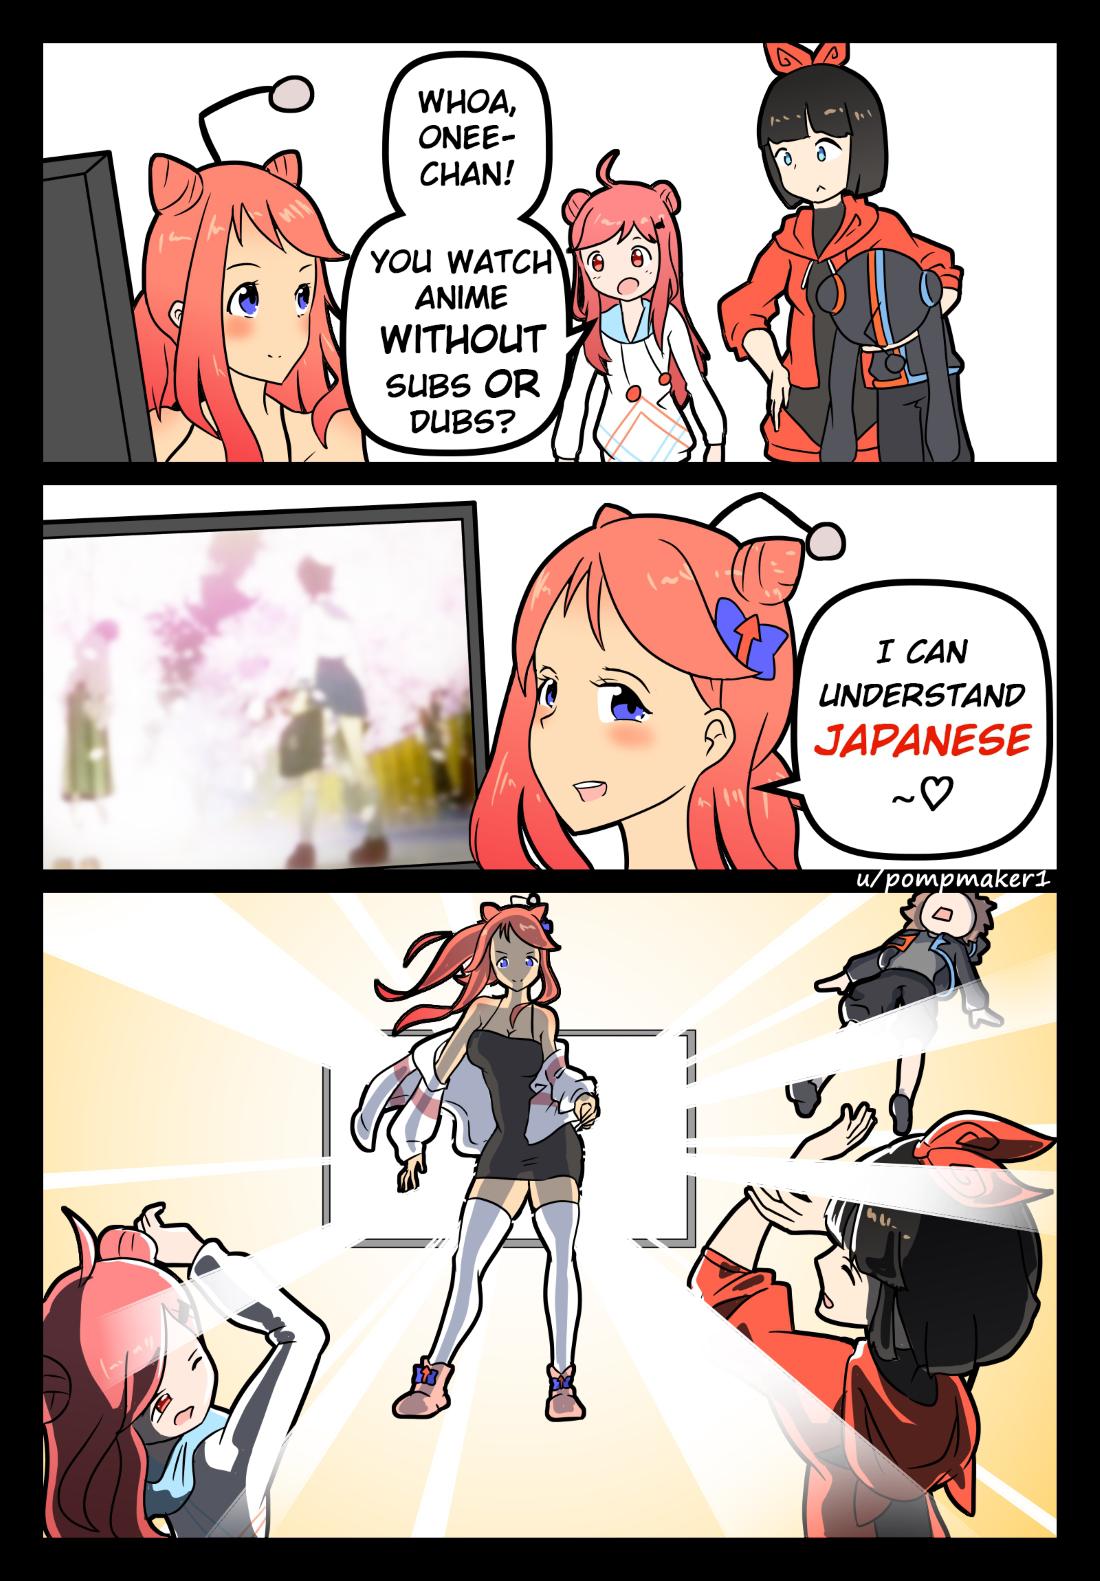 WHOA,
ONEE-
CHAN!
YOU WATCH
ANIME
WITHOUT
SUBS OR
DUBS?
I CAN
UNDERSTAND
JAPANESE
~♡
u/pompmaker1